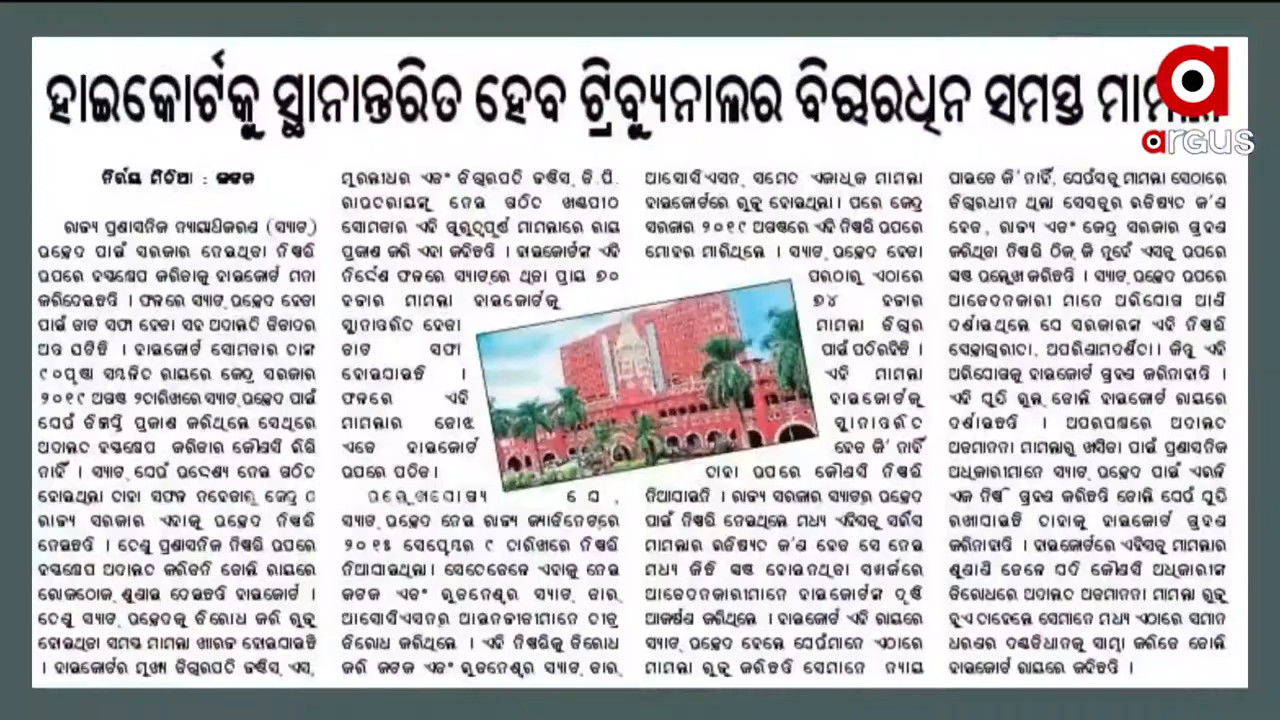 ହାଇକୋର୍ଟକୁ ସ୍ଥାନାନ୍ତରିତ ହେବ ଟ୍ରିବ୍ୟୁନାଲର ବିଚାରଧିନ ସମସ୍ତ
argus
ନିର୍ଭୟ ମିଡିଆ : କଟକ
ରାଜ୍ୟ ପ୍ରଶାସନିକ ନ୍ୟାୟାଧିକରଣ (ସ୍ୟାଟ୍)
ଉଚ୍ଛେଦ ପାଇଁ ସରକାର ନେଇଥିବା ନିଷ୍ପତ୍ତି
ଉପରେ ହସ୍ତକ୍ଷେପ କରିବାକୁ ହାଇକୋର୍ଟ ମନା
କରିଦେଇଛନ୍ତି । ଫଳରେ ସ୍ୟାଟ୍ ଉଚ୍ଛେଦ ହେବା
ପାଇଁ ବାଟ ସଫା ହେବା ସହ ଅଦାଲତି ବିବାଦର
ଅନ୍ତ ଘଟିଛି । ହାଇକୋର୍ଟ ସୋମବାର ତାଙ୍କ
୯୦ପୃଷ୍ଠା ସମ୍ବଳିତ ରାୟରେ କେନ୍ଦ୍ର ସରକାର
୨୦୧୯ ଅଗଷ୍ଟ ୨ତାରିଖରେ ସ୍ୟାଟ୍ ଉଚ୍ଛେଦ ପାଇଁ
ଯେଉଁ ବିଜ୍ଞପ୍ତି ପ୍ରକାଶ କରିଥିଲେ ସେଥିରେ
ଅଦାଲତ ହସ୍ତକ୍ଷେପ କରିବାର କୌଣସି ଭିତ୍ତି
ନାହିଁ । ସ୍ୟାଟ୍ ଯେଉଁ ଉଦ୍ଦେଶ୍ୟ ନେଇ ଗଠିତ
ହୋଇଥିଲା ତାହା ସଫଳ ନହେବାରୁ କେନ୍ଦ୍ର ଓ
ରାଜ୍ୟ ସରକାର ଏହାକୁ ଉଚ୍ଛେଦ ନିଷ୍ପତ୍ତି
ନେଇଛନ୍ତି । ତେଣୁ ପ୍ରଶାସନିକ ନିଷ୍ପତ୍ତି ଉପରେ
ହସ୍ତକ୍ଷେପ ଅଦାଲତ କରିବନି ବୋଲି ରାୟରେ
ରୋକଠୋକ୍ ଶୁଣାଇ ଦେଇଛନ୍ତି ହାଇକୋର୍ଟ ।
ତେଣୁ ସ୍ୟାଟ୍ ଉଚ୍ଛେଦକୁ ବିରୋଧ କରି ରୁଜୁ
ହୋଇଥିବା ସମସ୍ତ ମାମଲା ଖାରଜ ହୋଇଯାଇଛି
। ହାଇକୋର୍ଟର ମୁଖ୍ୟ ବିଚାରପତି ଜଷ୍ଟିସ୍ ଏସ୍.
ମୁରଲୀଧର ଏବଂ ବିଚାରପତି ଜଷ୍ଟିସ୍ ବି.ପି.
ରାଉତରାୟଙ୍କୁ ନେଇ ଗଠିତ ଖଣ୍ଡପୀଠ
ସୋମବାର ଏହି ଗୁରୁତ୍ୱପୂର୍ଣ ମାମଲାରେ ରାୟ
ପ୍ରକାଶ କରି ଏହା କହିଛନ୍ତି । ହାଇକୋର୍ଟଙ୍କ ଏହି
ନିର୍ଦ୍ଦେଶ ଫଳରେ ସ୍ୟାଟ୍‌ରେ ଥିବା ପ୍ରାୟ ୭୦
ହଜାର ମାମଲା ହାଇକୋର୍ଟକୁ
ସ୍ଥାନାନ୍ତରିତ ହେବା
ବାଟ ସଫା
ହୋଇଯାଇଛି ।
ଫଳରେ ଏହି
ମାମଲାର ବୋଝ
ଏବେ ହାଇକୋର୍ଟ
ଉପରେ ପଡିବ।
ଉଲ୍ଲେଖଯୋଗ୍ୟ ଯେ,
ସ୍ୟାଟ୍ ଉଚ୍ଛେଦ ନେଇ ରାଜ୍ୟ କ୍ୟାବିନେଟ୍‌ରେ
୨୦୧୫ ସେପ୍ଟେମ୍ବର ୯ ତାରିଖରେ ନିଷ୍ପତ୍ତି
ନିଆଯାଇଥିଲା। ସେତେବେଳେ ଏହାକୁ ନେଇ
କଟକ ଏବଂ ଭୁବନେଶ୍ୱର ସ୍ୟାଟ୍ ବାର୍
ଆସୋସିଏସନର ଆଇନଜୀବୀମାନେ ତୀବ୍ର
ବିରୋଧ କରିଥିଲେ । ଏହି ନିଷ୍ପତ୍ତିକୁ ବିରୋଧ
କରି କଟକ ଏବଂ ଭୁବନେଶ୍ୱର ସ୍ୟାଟ୍ ବାର୍
ଆସୋସିଏସନ୍ ସମେତ ଏକାଧିକ ମାମଲା
ହାଇକୋର୍ଟରେ ରୁଜୁ ହୋଇଥିଲା। ପରେ କେନ୍ଦ୍ର
ସରକାର ୨୦୧୯ ଅଗଷ୍ଟରେ ଏହି ନିଷ୍ପତ୍ତି ଉପରେ
ମୋହର ମାରିଥିଲେ । ସ୍ୟାଟ୍ ଉଚ୍ଛେଦ ହେବା
ପରଠାରୁ ଏଠାରେ
୭୪ ହଜାର
ମାମଲା ବିଚାର
ପାଇଁ ପଡିରହିଛି ।
ଏହି ମାମଲା
ହାଇକୋର୍ଟକୁ
ସ୍ଥାନାନ୍ତରିତ
ହେବ କି' ନାହିଁ
ତାହା ଉପରେ କୌଣସି ନିଷ୍ପତ୍ତି
ନିଆଯାଇନି । ରାଜ୍ୟ ସରକାର ସ୍ୟାଟ୍‌ର ଉଚ୍ଛେଦ
ପାଇଁ ନିଷ୍ପତ୍ତି ନେଇଥିଲେ ମଧ୍ୟ ଏହିସବୁ ସର୍ଭିସ
ମାମଲାର ଭବିଷ୍ୟତ କ'ଣ ହେବ ସେ ନେଇ
ମଧ୍ୟ କିଛି ସ୍ପଷ୍ଟ ହୋଇନଥିବା ସମ୍ପର୍କରେ
ଆବେଦନକାରୀମାନେ ହାଇକୋର୍ଟଙ୍କ ଦୃଷ୍ଟି
ଆକର୍ଷଣ କରିଥିଲେ । ହାଇକୋର୍ଟ ଏହି ରାୟରେ
ସ୍ୟାଟ୍ ଉଚ୍ଛେଦ ହେଲେ ଯେଉଁମାନେ ଏଠାରେ
ମାମଲା ରୁଜୁ କରିଛନ୍ତି ସେମାନେ ନ୍ୟାୟ
ପାଇବେ କି' ନାହିଁ, ଯେଉଁସବୁ ମାମଲା ସେଠାରେ
ବିଚାରଧୀନ ଥିଲା ସେସବୁର ଭବିଷ୍ୟତ କ'ଣ
ହେବ, ରାଜ୍ୟ ଏବଂ କେନ୍ଦ୍ର ସରକାର ଗ୍ରହଣ
କରିଥିବା ନିଷ୍ପତ୍ତି ଠିକ୍ କି ନୁହେଁ ଏସବୁ ଉପରେ
ସ୍ପଷ୍ଟ ଉଲ୍ଲେଖ କରିଛନ୍ତି । ସ୍ୟାଟ୍ ଉଚ୍ଛେଦ ଉପରେ
ଆବେଦନକାରୀ ମାନେ ଅଭିଯୋଗ ଆଣି
ଦର୍ଶାଇଥିଲେ ଯେ ସରକାରଙ୍କ ଏହି ନିଷ୍ପତ୍ତି
ସେଚ୍ଛାଚାରୀତା, ଅପରିଣାମଦର୍ଶିତା। କିନ୍ତୁ ଏହି
ଅଭିଯୋଗକୁ ହାଇକୋର୍ଟ ଗ୍ରହଣ କରିନାହାନ୍ତି ।
ଏହି ଯୁକ୍ତି ଭୁଲ୍ ବୋଲି ହାଇକୋର୍ଟ ରାୟରେ
ଦର୍ଶାଇଛନ୍ତି । ଅପରପକ୍ଷରେ ଅଦାଲତ
ଅବମାନନା ମାମଲାରୁ ଖସିବା ପାଇଁ ପ୍ରଶାସନିକ
ଅଧିକାରୀମାନେ ସ୍ୟାଟ୍ ଉଚ୍ଛେଦ ପାଇଁ ଏଭଳି
ଏକ ନିଷ୍ପତ୍ତି ଗ୍ରହଣ କରିଛନ୍ତି ବୋଲି ଯେଉଁ ଯୁକ୍ତି
ରଖାଯାଇଛି ତାହାକୁ ହାଇକୋର୍ଟ ଗ୍ରହଣ
କରିନାହାନ୍ତି । ହାଇକୋର୍ଟରେ ଏହିସବୁ ମାମଲାର
ଶୁଣାଣି ବେଳେ ଯଦି କୌଣସି ଅଧିକାରୀଙ୍କ
ବିରୋଧରେ ଅଦାଲତ ଅବମାନନା ମାମଲା ରୁଜୁ
ହୁଏ ତାହେଲେ ସେମାନେ ମଧ୍ୟ ଏଠାରେ ସମାନ
ଧରଣର ଦଣ୍ଡବିଧାନକୁ ସାମ୍ନା କରିବେ ବୋଲି
ହାଇକୋର୍ଟ ରାୟରେ କହିଛନ୍ତି ।